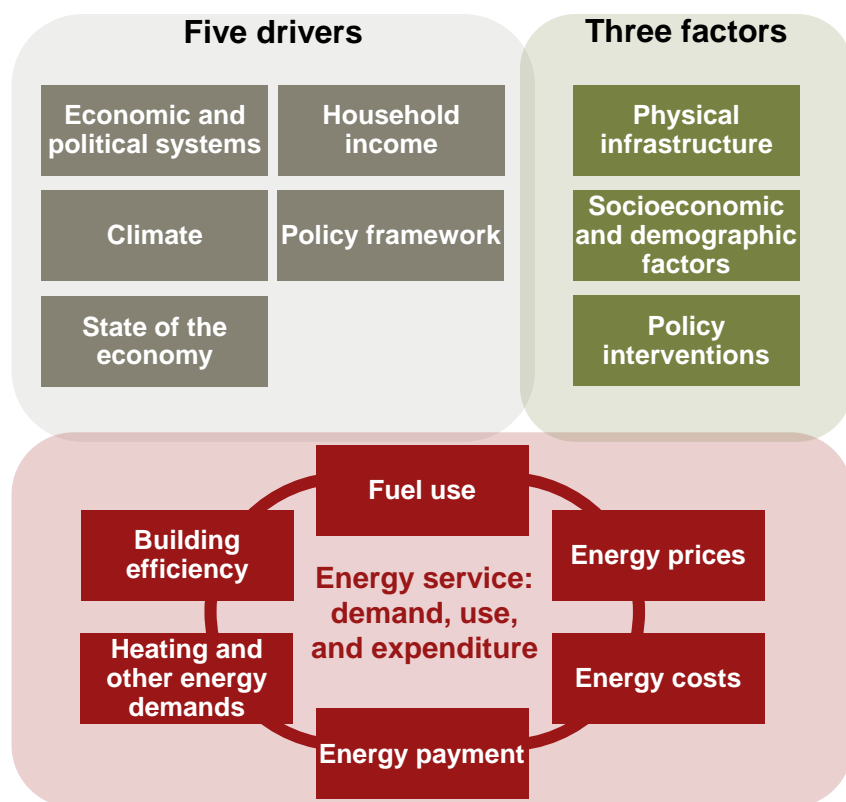 Five drivers
Three factors
Economic and
political systems
Household
income
Climate
Policy framework
State of the
economy
Physical
infrastructure
Socioeconomic
and demographic
factors
Policy
interventions
Fuel use
Building
efficiency
Energy prices
Energy service:
demand, use,
and expenditure
Heating and
other energy
demands
Energy costs
Energy payment